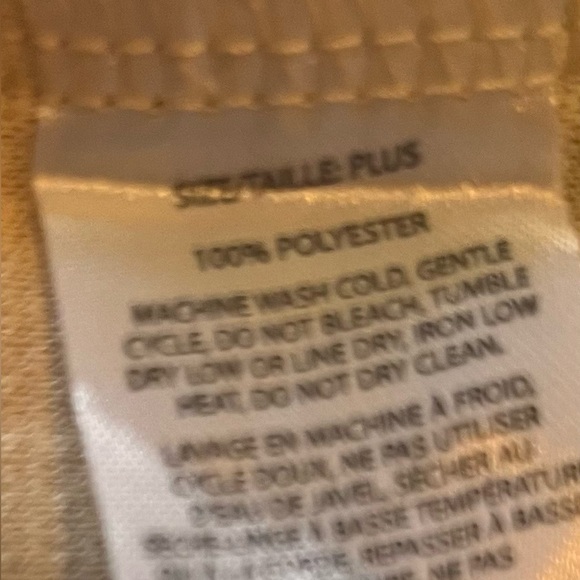 SIZE/TAILLE: PLUS
100% POLYESTER
MACHINE WASH COLD, GENTLE
CYCLE, DO NOT BLEACH, TUMBLE
DRY LOW OR LINE DRY, IRON LOW
HEAT, DO NOT DRY CLEAN.
LAVAGE EN MACHINE À FROID,
CYCLE DOUX, NE PAS UTILISER
D'EAU DE JAVEL, SÉCHER AU
SÈCHE-LINGE À BASSE TEMPÉRATURE
REPASSER À BASSE
NE PAS